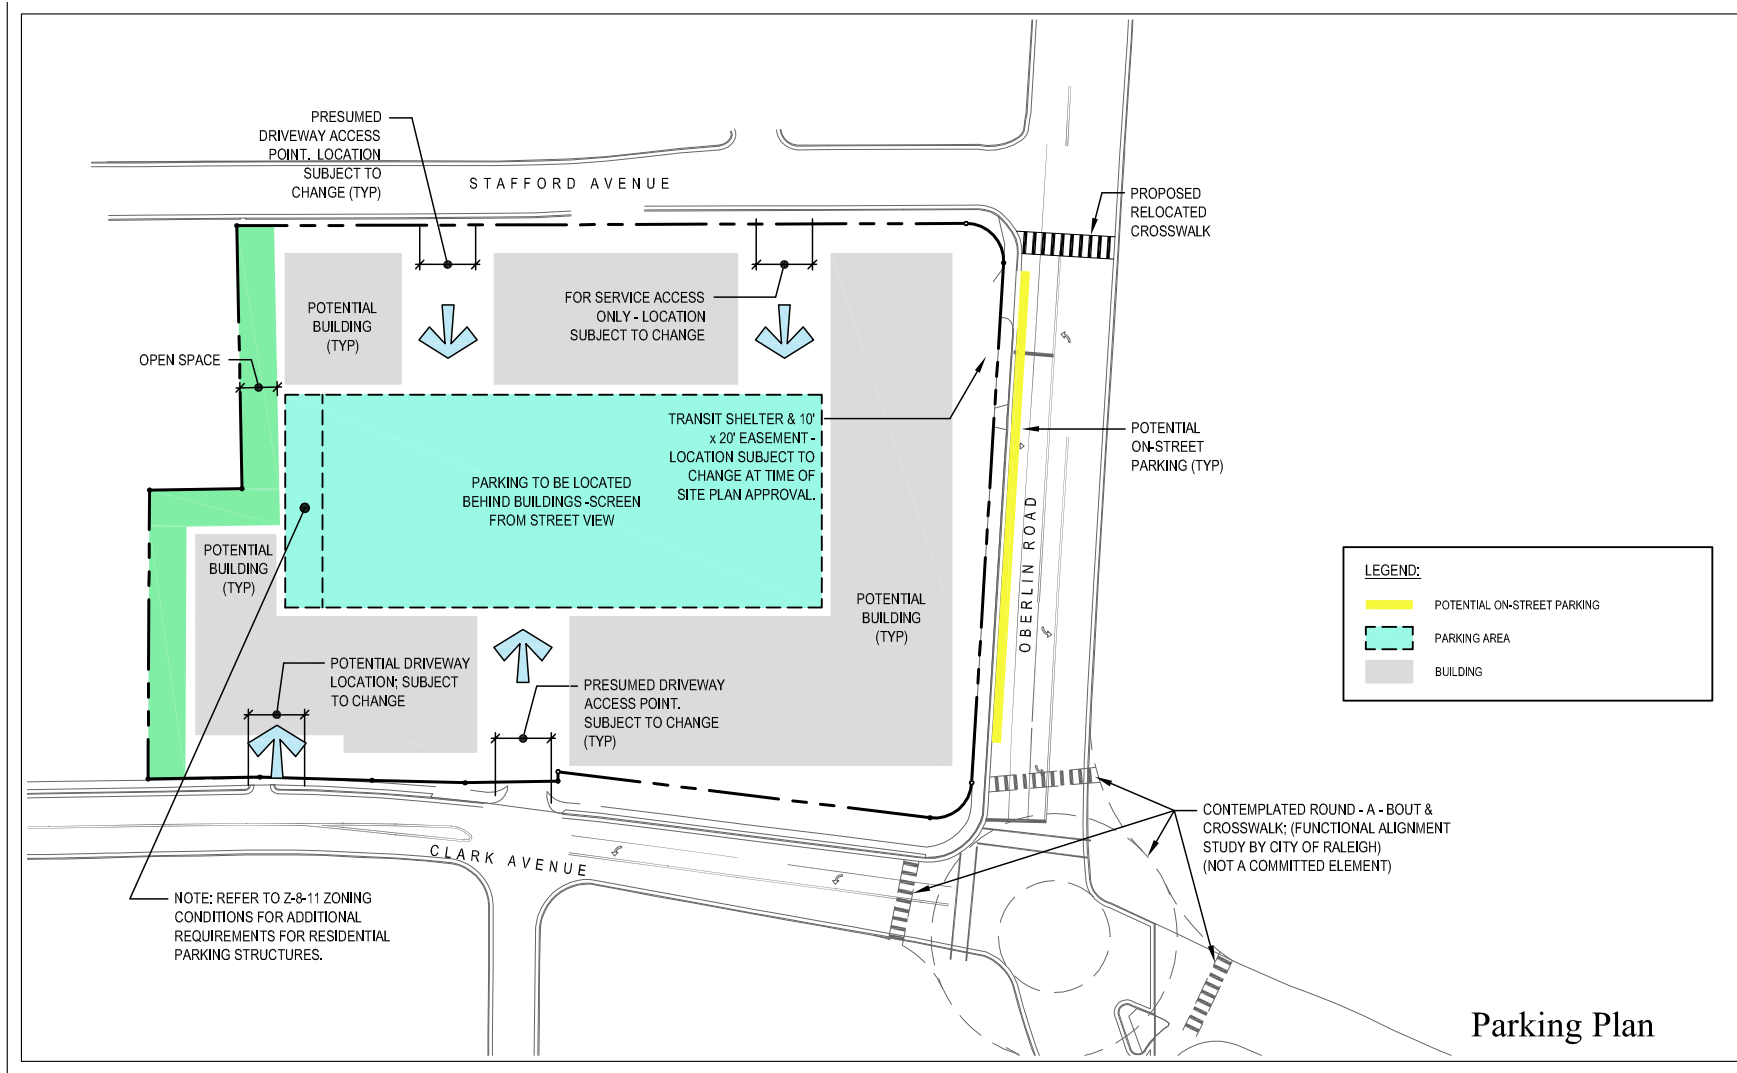 PRESUMED
DRIVEWAY ACCESS
POINT. LOCATION
SUBJECT TO
CHANGE (TYP)
STAFFORD AVENUE
PROPOSED
RELOCATED
CROSSWALK
POTENTIAL
BUILDING
(TYP)
FOR SERVICE ACCESS
ONLY - LOCATION
SUBJECT TO CHANGE
OPEN SPACE
TRANSIT SHELTER & 10'
x 20' EASEMENT -
LOCATION SUBJECT TO
CHANGE AT TIME OF
SITE PLAN APPROVAL.
POTENTIAL
ON-STREET
PARKING (TYP)
PARKING TO BE LOCATED
BEHIND BUILDINGS -SCREEN
FROM STREET VIEW
OBERLIN ROAD
POTENTIAL
BUILDING
(TYP)
POTENTIAL
BUILDING
(TYP)
LEGEND:
POTENTIAL ON-STREET PARKING
PARKING AREA
BUILDING
POTENTIAL DRIVEWAY
LOCATION; SUBJECT
TO CHANGE
PRESUMED DRIVEWAY
ACCESS POINT.
SUBJECT TO CHANGE
(TYP)
CONTEMPLATED ROUND - A - BOUT &
CROSSWALK; (FUNCTIONAL ALIGNMENT
STUDY BY CITY OF RALEIGH)
(NOT A COMMITTED ELEMENT)
CLARK AVENUE
NOTE: REFER TO Z-8-11 ZONING
CONDITIONS FOR ADDITIONAL
REQUIREMENTS FOR RESIDENTIAL
PARKING STRUCTURES.
Parking Plan